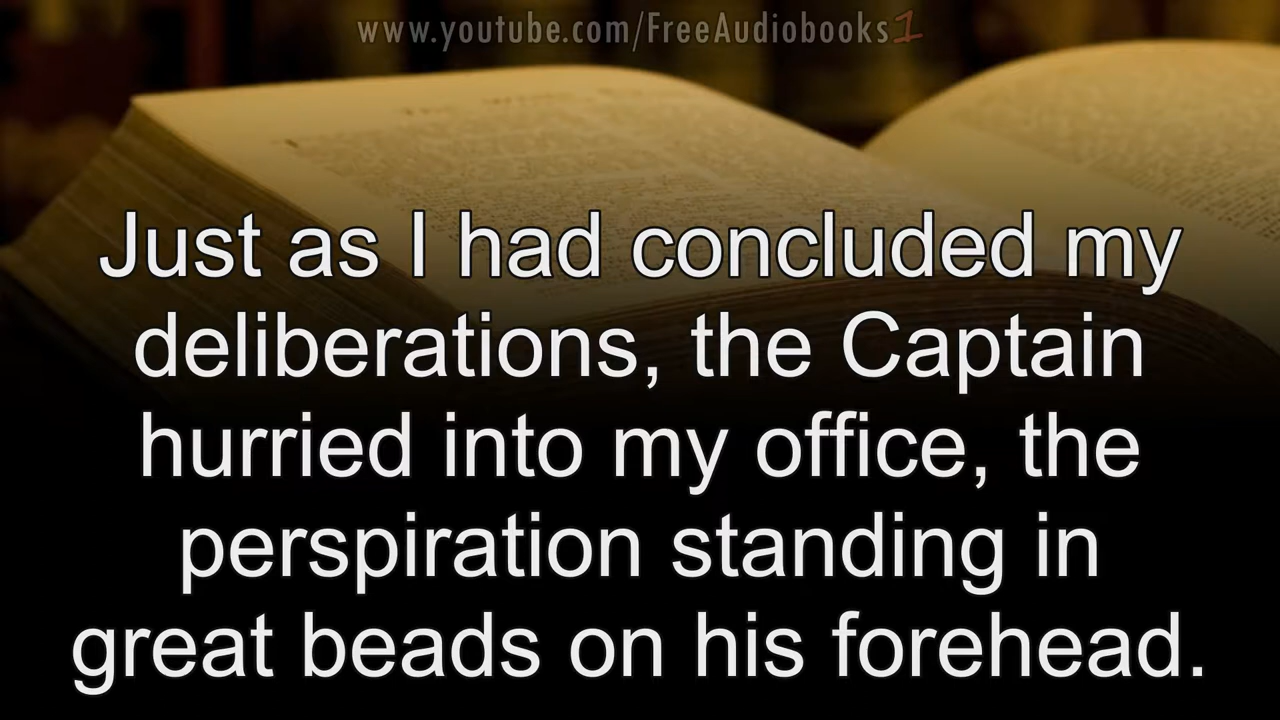 www.youtube.com/FreeAudiobooks1
Just as I had concluded my
deliberations, the Captain
hurried into my office, the
perspiration standing in
great beads on his forehead.